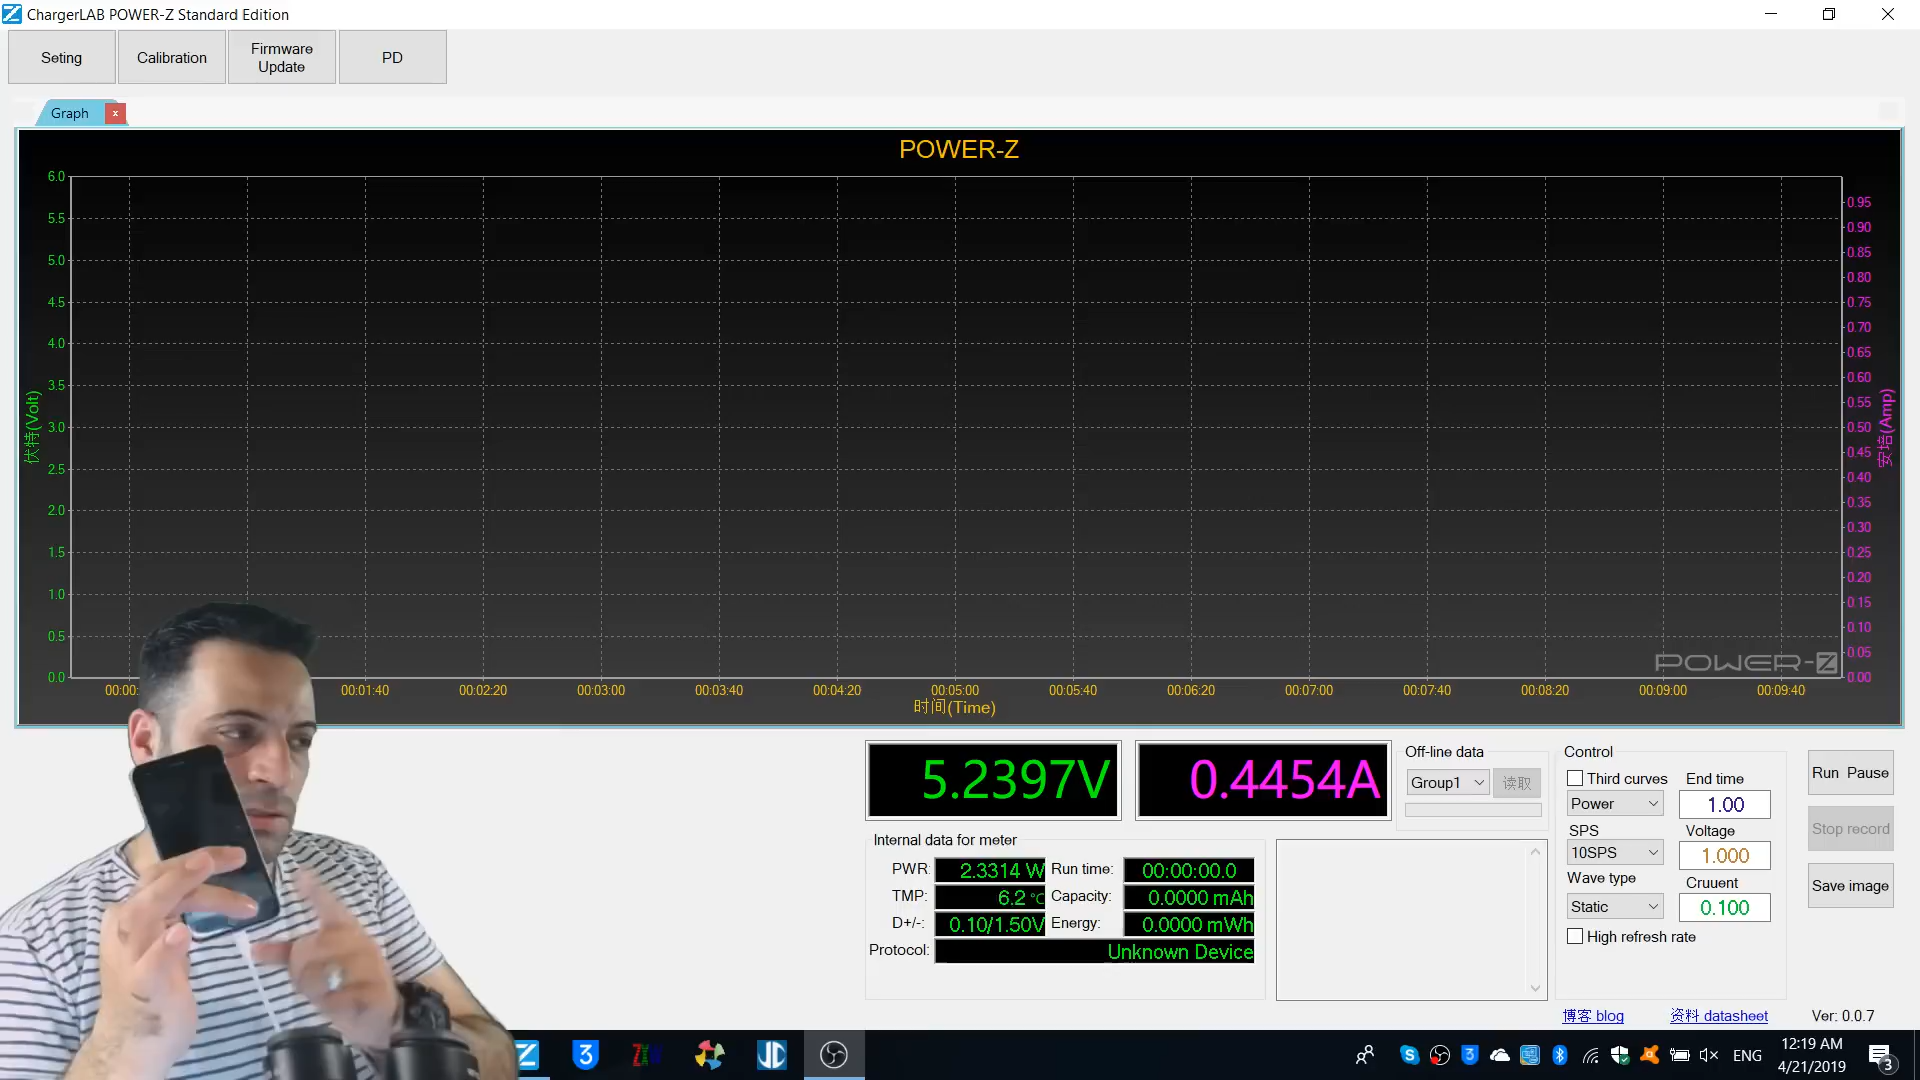 ChargerLAB POWER-Z Standard Edition
Seting
Calibration
Firmware
Update
PD
Graph
x
POWER-Z
6.0
5.5
5.0
4.5
4.0
3.5
3.0
2.5
2.0
1.5
1.0
0.5
0.0
伏特(Volt)
0.95
0.90
0.85
0.80
0.75
0.70
0.65
0.60
0.55
0.50
0.45
0.40
0.35
0.30
0.25
0.20
0.15
0.10
0.05
0.00
安培(Amp)
POWER-Z
00:01:40
00:02:20
00:03:00
00:03:40
00:04:20
00:05:00
00:05:40
00:06:20
00:07:00
00:07:40
00:08:20
00:09:00
00:09:40
时间(Time)
5.2397V
0.4454A
Internal data for meter
PWR: 2.3314 W Run time: 00:00:00.0
TMP: 6.2 °C Capacity: 0.0000 mAh
D+/-: 0.10/1.50V Energy: 0.0000 mWh
Protocol: Unknown Device
Off-line data
Group1 读取
Control
Third curves End time
Power 1.00
SPS Voltage
10SPS 1.000
Wave type Cruuent
Static 0.100
High refresh rate
Run Pause
Stop record
Save image
博客 blog 资料 datasheet Ver: 0.0.7
ENG
12:19 AM
4/21/2019
3